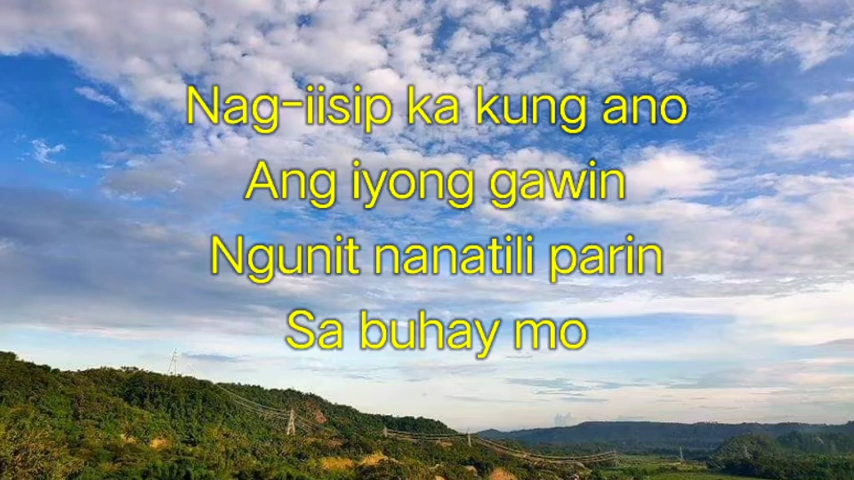 Nag-iisip ka kung ano
Ang iyong gawin
Ngunit nanatili parin
Sa buhay mo